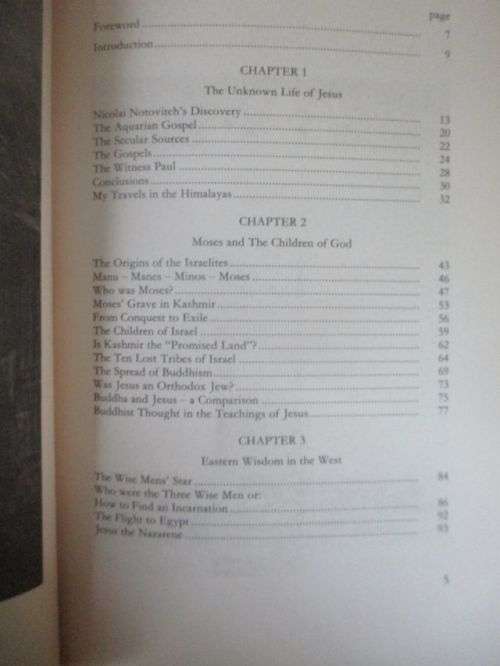 page
Foreword 7
Introduction 9
CHAPTER 1
The Unknown Life of Jesus
Nicolai Notovitch's Discovery 13
The Aquarian Gospel 20
The Secular Sources 22
The Gospels 24
The Witness Paul 28
Conclusions 30
My Travels in the Himalayas 32
CHAPTER 2
Moses and The Children of God
The Origins of the Israelites 43
Manu – Manes – Minos – Moses 46
Who was Moses? 47
Moses' Grave in Kashmir 53
From Conquest to Exile 56
The Children of Israel 59
Is Kashmir the "Promised Land"? 62
The Ten Lost Tribes of Israel 64
The Spread of Buddhism 69
Was Jesus an Orthodox Jew? 73
Buddha and Jesus – a Comparison 75
Buddhist Thought in the Teachings of Jesus 77
CHAPTER 3
Eastern Wisdom in the West
The Wise Mens' Star 84
Who were the Three Wise Men or:
How to Find an Incarnation 86
The Flight to Egypt 92
Jesus the Nazarene 93
5